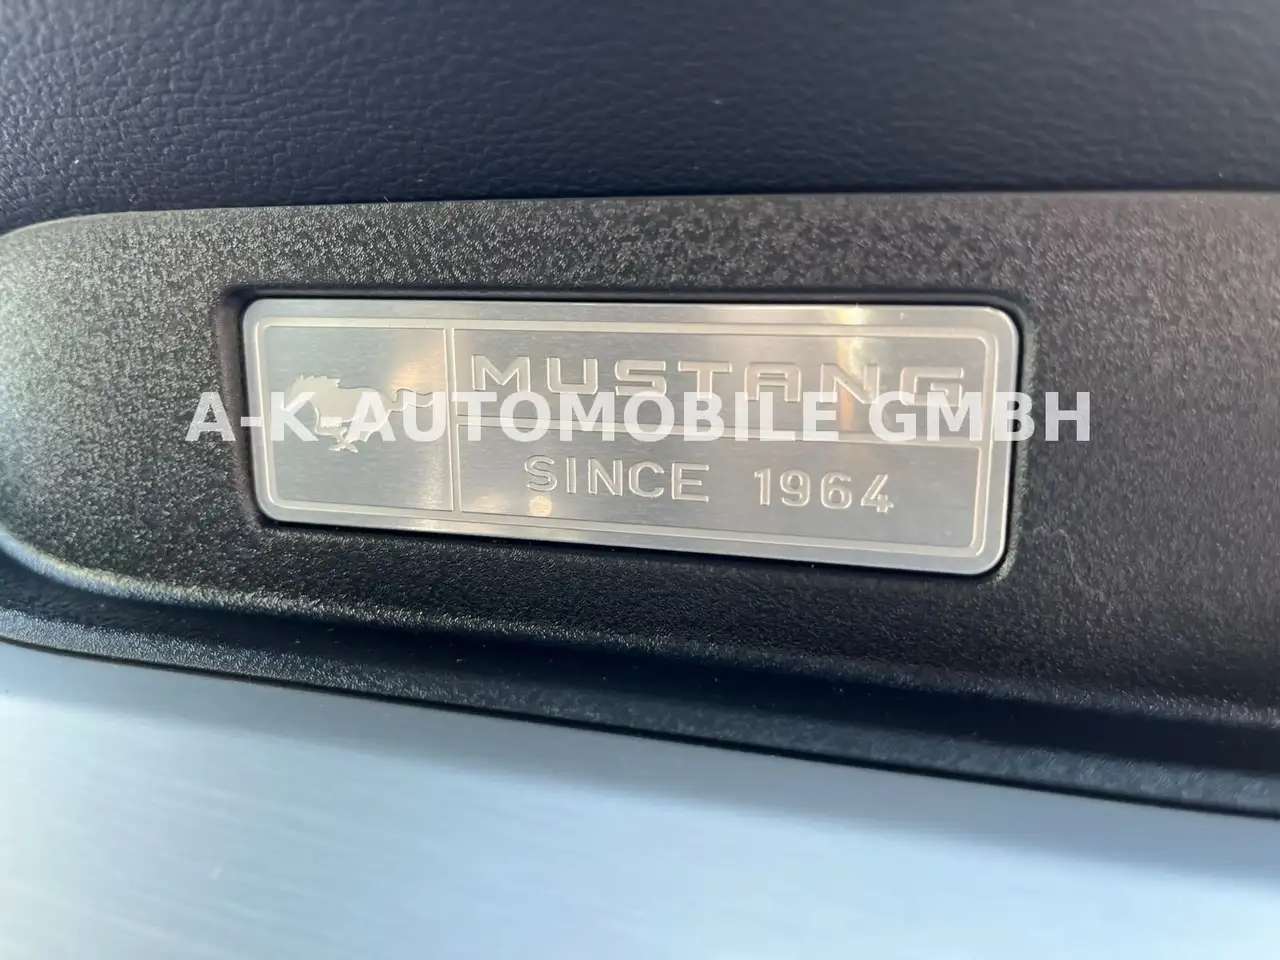 MUSTANG
A-K-AUTOMOBILE GMBH
SINCE 1964